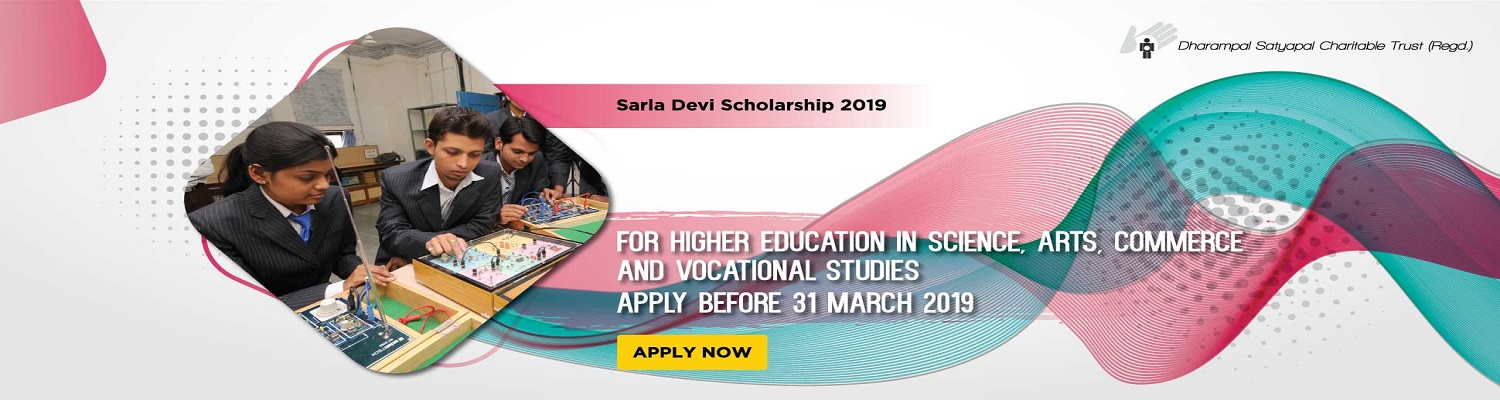 Dharampal Satyapal Charitable Trust (Regd.)
Sarla Devi Scholarship 2019
FOR HIGHER EDUCATION IN SCIENCE, ARTS, COMMERCE
AND VOCATIONAL STUDIES
APPLY BEFORE 31 MARCH 2019
APPLY NOW